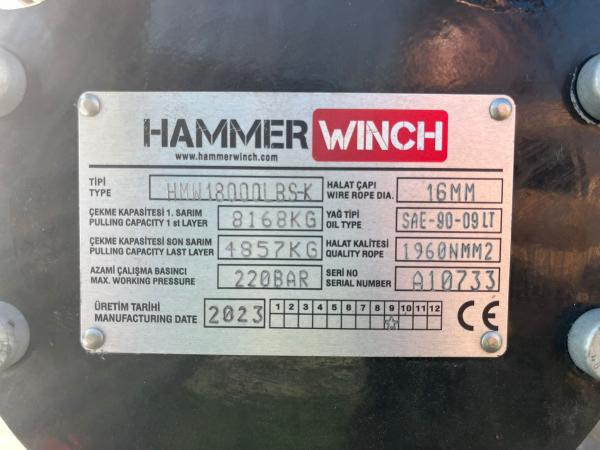 HAMMER WINCH
www.hammerwinch.com
TİPİ
TYPE
HMW18000LBS-K
HALAT ÇAPI
WIRE ROPE DIA.
16MM
ÇEKME KAPASİTESİ 1. SARIM
PULLING CAPACITY 1 st LAYER
8168KG
YAĞ TİPİ
OIL TYPE
SAE-90-09LT
ÇEKME KAPASİTESİ SON SARIM
PULLING CAPACITY LAST LAYER
4857KG
HALAT KALİTESİ
QUALITY ROPE
1960NMM2
AZAMİ ÇALIŞMA BASINCI
MAX. WORKING PRESSURE
220BAR
SERI NO
SERIAL NUMBER
A10733
ÜRETİM TARİHİ
MANUFACTURING DATE
2023
1 2 3 4 5 6 7 8 9 10 11 12
CE